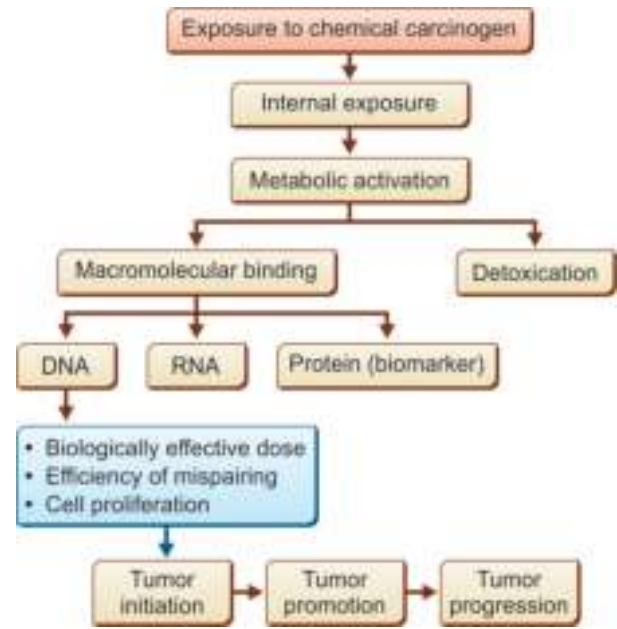 Exposure to chemical carcinogen
Internal exposure
Metabolic activation
Macromolecular binding
Detoxication
DNA
RNA
Protein (biomarker)
• Biologically effective dose
• Efficiency of mispairing
• Cell proliferation
Tumor
initiation
Tumor
promotion
Tumor
progression